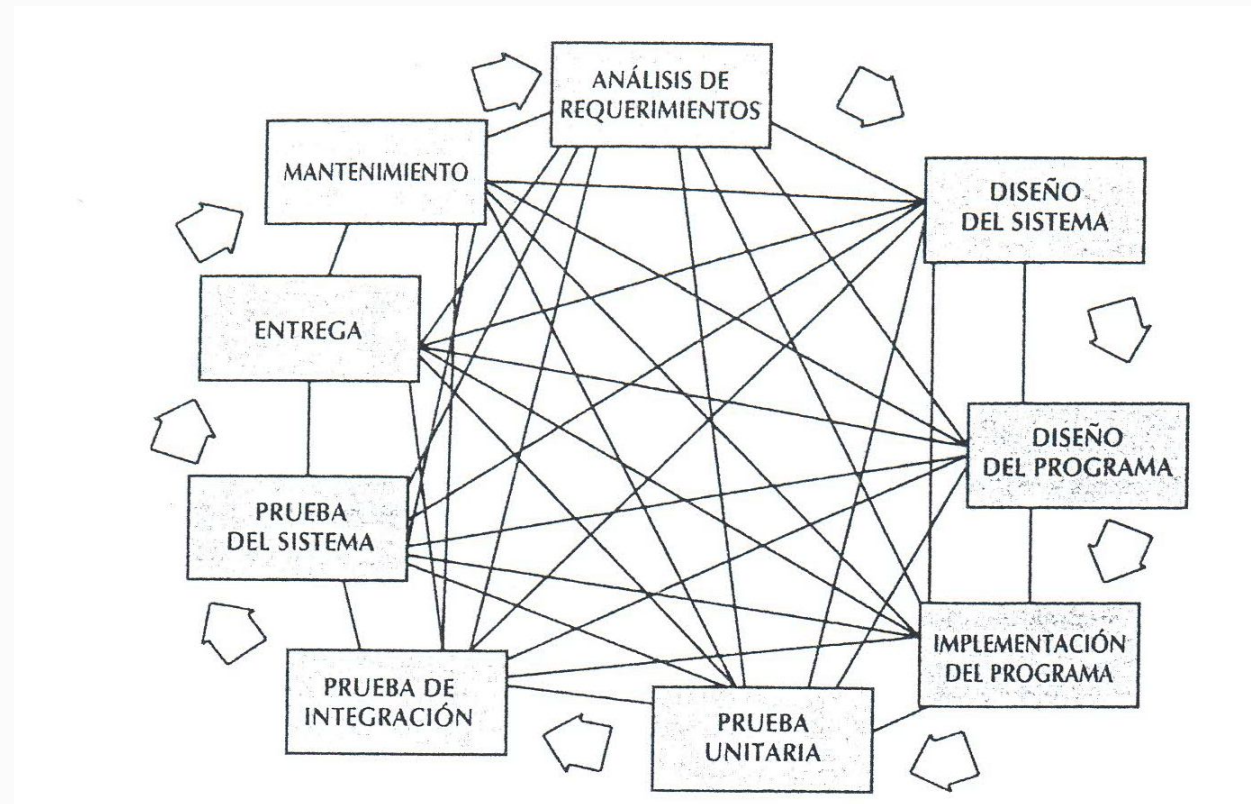 ANÁLISIS DE
REQUERIMIENTOS
MANTENIMIENTO
DISEÑO
DEL SISTEMA
ENTREGA
DISEÑO
DEL PROGRAMA
PRUEBA
DEL SISTEMA
IMPLEMENTACIÓN
DEL PROGRAMA
PRUEBA DE
INTEGRACIÓN
PRUEBA
UNITARIA